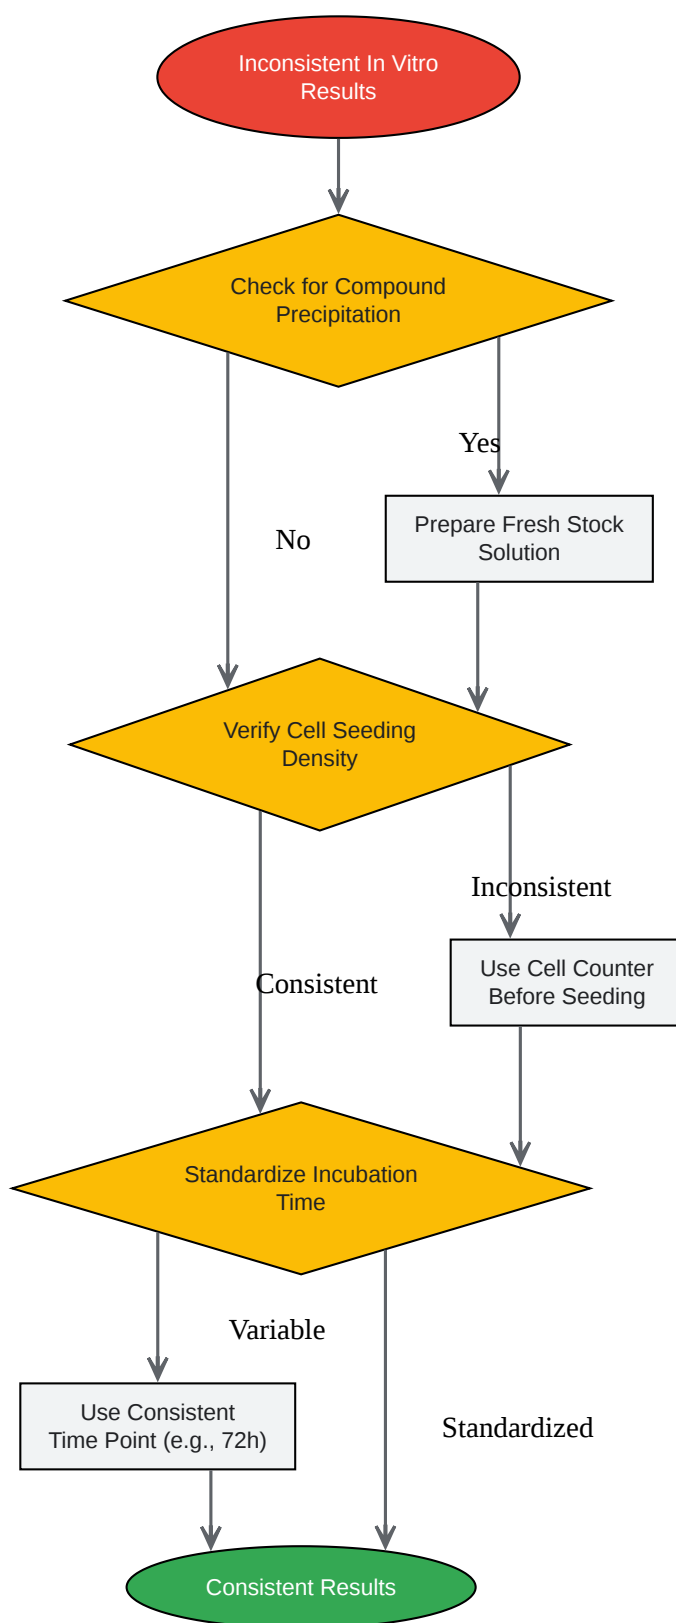 Inconsistent In Vitro
Results
Check for Compound
Precipitation
Yes
Prepare Fresh Stock
Solution
No
Verify Cell Seeding
Density
Inconsistent
Use Cell Counter
Before Seeding
Consistent
Standardize Incubation
Time
Variable
Use Consistent
Time Point (e.g., 72h)
Standardized
Consistent Results